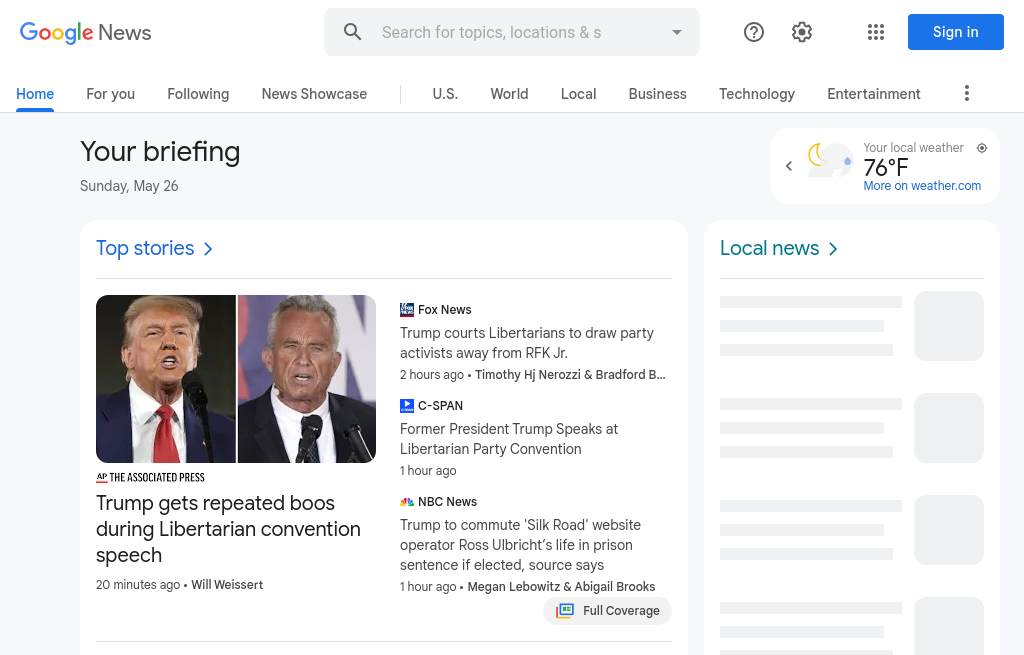 Google News
Search for topics, locations & s
Sign in
Home
For you
Following
News Showcase
U.S.
World
Local
Business
Technology
Entertainment
Your briefing
Sunday, May 26
Your local weather
76°F
More on weather.com
Top stories
AP THE ASSOCIATED PRESS
Trump gets repeated boos
during Libertarian convention
speech
20 minutes ago • Will Weissert
Fox News
Trump courts Libertarians to draw party
activists away from RFK Jr.
2 hours ago • Timothy Hj Nerozzi & Bradford B...
C-SPAN
Former President Trump Speaks at
Libertarian Party Convention
1 hour ago
NBC News
Trump to commute 'Silk Road' website
operator Ross Ulbricht’s life in prison
sentence if elected, source says
1 hour ago • Megan Lebowitz & Abigail Brooks
Full Coverage
Local news